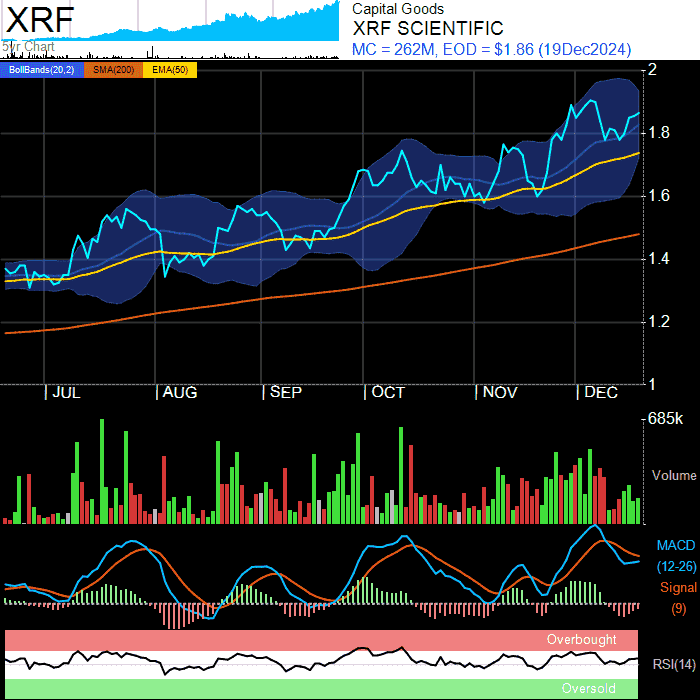 XRF
5yr Chart
Capital Goods
XRF SCIENTIFIC
MC = 262M, EOD = $1.86 (19Dec2024)
BollBands(20,2) SMA(200) EMA(50)
2
1.8
1.6
1.4
1.2
1
| JUL | AUG | SEP | OCT | NOV | DEC
685k
Volume
MACD
(12-26)
Signal
(9)
Overbought
RSI(14)
Oversold